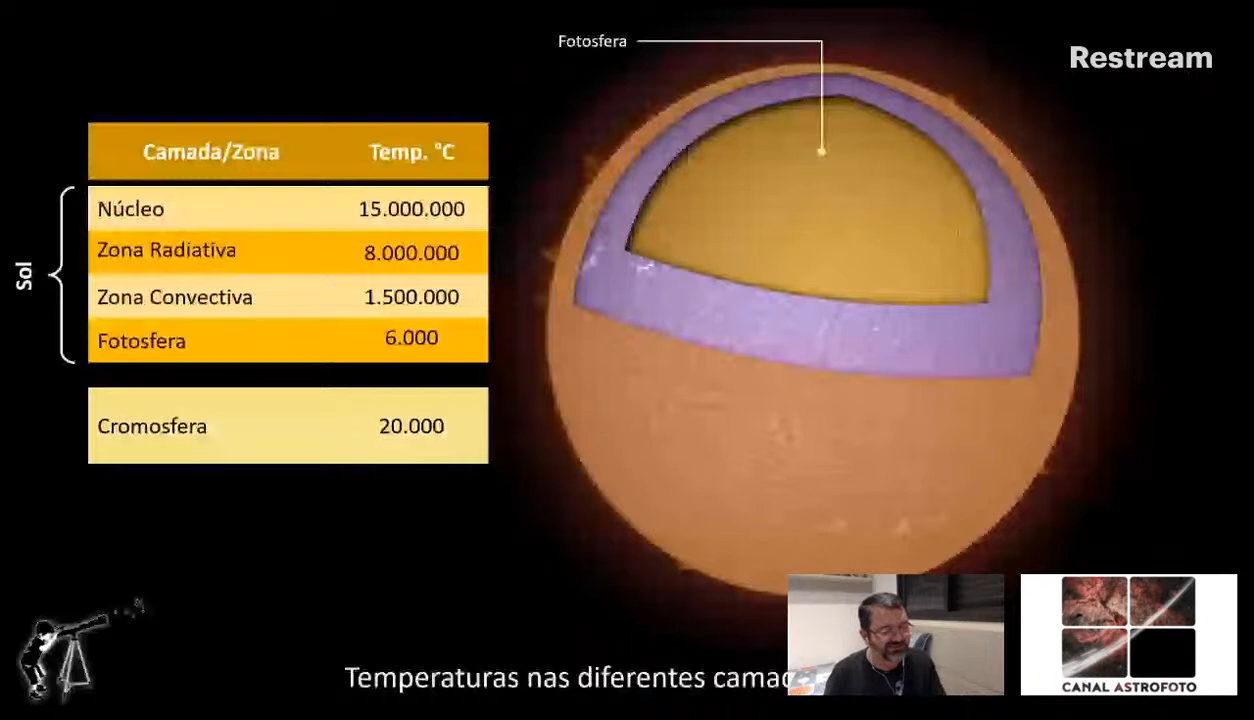 Fotosfera
Restream
Camada/Zona Temp. °C
Sol
Núcleo 15.000.000
Zona Radiativa 8.000.000
Zona Convectiva 1.500.000
Fotosfera 6.000
Cromosfera 20.000
Temperaturas nas diferentes
CANAL ASTROFOTO